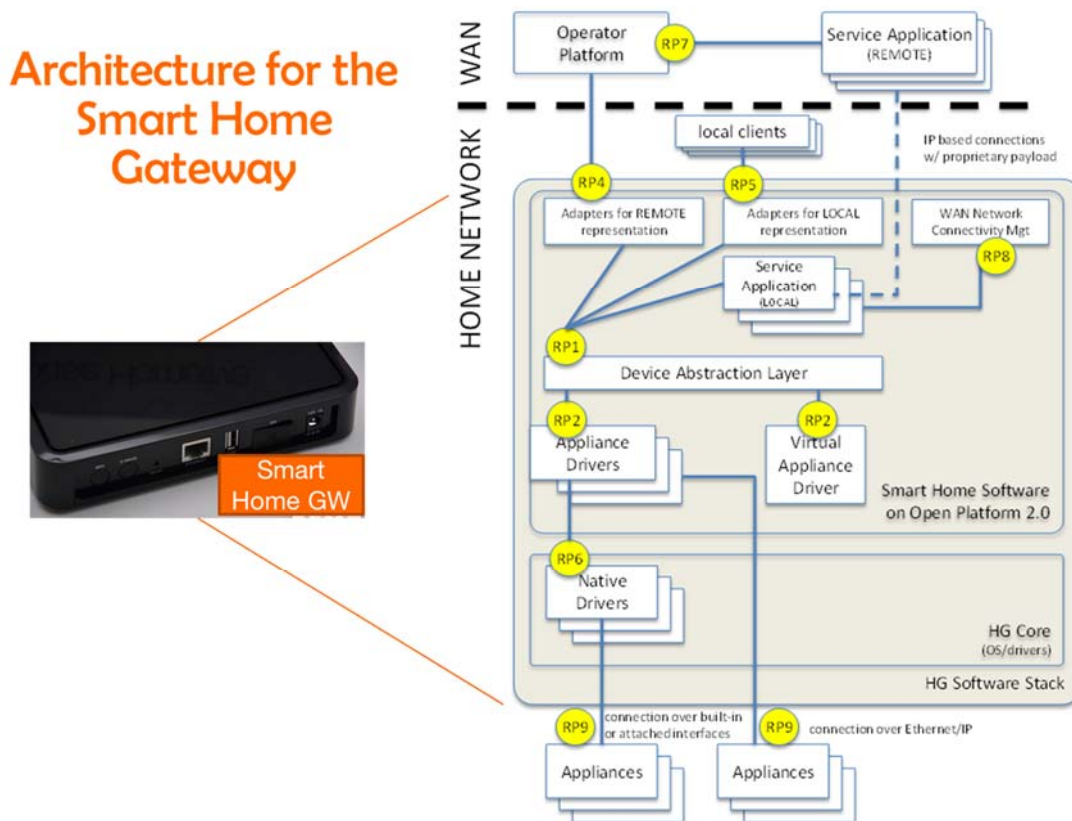 Architecture for the
Smart Home
Gateway
WAN
HOME NETWORK
Operator
Platform
RP7
Service Application
(REMOTE)
local clients
IP based connections
w/ proprietary payload
RP4
RP5
Adapters for REMOTE
representation
Adapters for LOCAL
representation
WAN Network
Connectivity Mgt
RP8
Service
Application
(LOCAL)
RP1
Device Abstraction Layer
RP2
RP2
Appliance
Drivers
Virtual
Appliance
Driver
Smart Home Software
on Open Platform 2.0
Smart
Home GW
RP6
Native
Drivers
HG Core
(OS/drivers)
HG Software Stack
RP9
connection over built-in
or attached interfaces
RP9
connection over Ethernet/IP
Appliances
Appliances